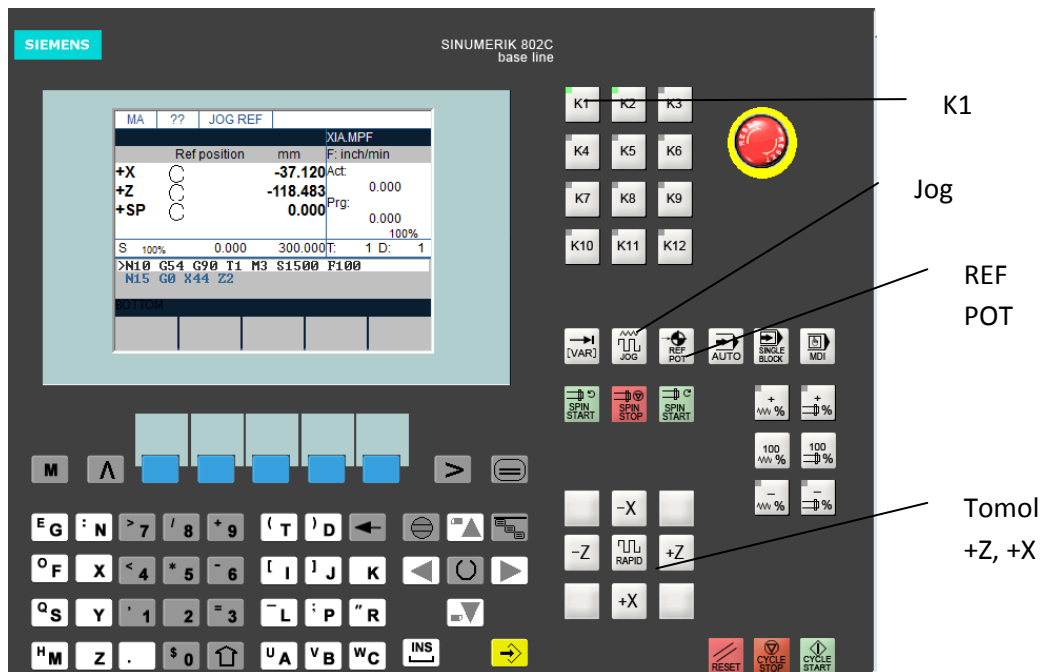 SIEMENS
SINUMERIK 802C
base line
MA ?? JOG REF
XIA.MPF
Ref position mm F: inch/min
+X -37.120 Act:
0.000
+Z -118.483
Prg:
+SP 0.000
0.000
100%
S 100% 0.000 300.000 T: 1 D: 1
>N10 G54 G90 T1 M3 S1500 F100
N15 G0 X44 Z2
BOTTOM
K1 K2 K3
K4 K5 K6
K7 K8 K9
K10 K11 K12
RESET
K1
Jog
REF
POT
[VAR] JOG REF POT AUTO SINGLE BLOCK MDI
SPIN START SPIN STOP SPIN START
+ % + %
100 % 100 %
- % - %
-X
-Z RAPID +Z
+X
Tomol
+Z, +X
M Λ > =
E G : N > 7 / 8 + 9 ( T ) D
O F X < 4 * 5 - 6 [ I ] J K
Q S Y ' 1 2 = 3 ¯ L ; P " R
H M Z . $ 0 U A V B W C INS
RESET CYCLE STOP CYCLE START